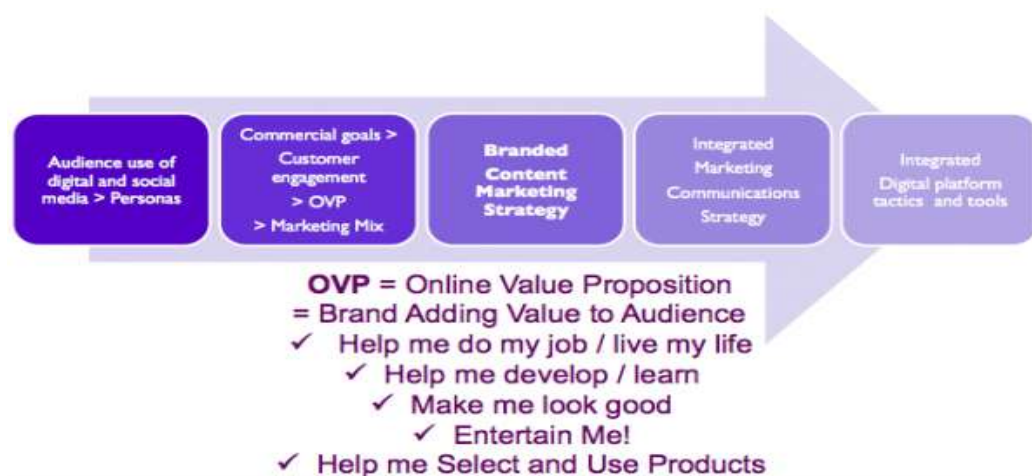 Audience use of
digital and social
media > Personas
Commercial goals >
Customer
engagement
> OVP
> Marketing Mix
Branded
Content
Marketing
Strategy
Integrated
Marketing
Communications
Strategy
Integrated
Digital platform
tactics and tools
OVP = Online Value Proposition
= Brand Adding Value to Audience
✓ Help me do my job / live my life
✓ Help me develop / learn
✓ Make me look good
✓ Entertain Me!
✓ Help me Select and Use Products